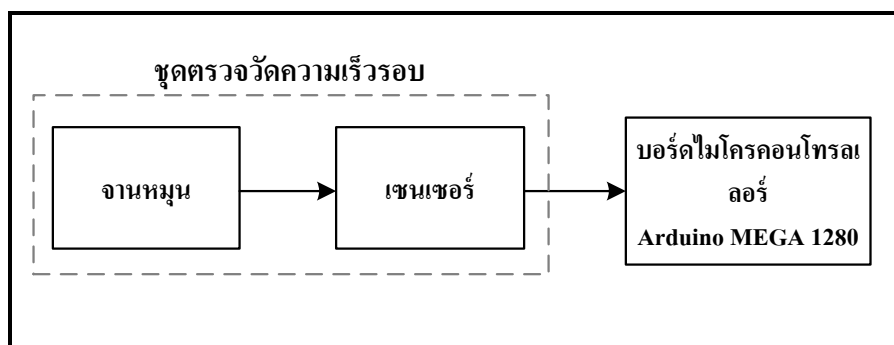 ชุดตรวจวัดความเร็วรอบ
จานหมุน
เซนเซอร์
บอร์ดไมโครคอนโทรลเ
ลอร์
Arduino MEGA 1280